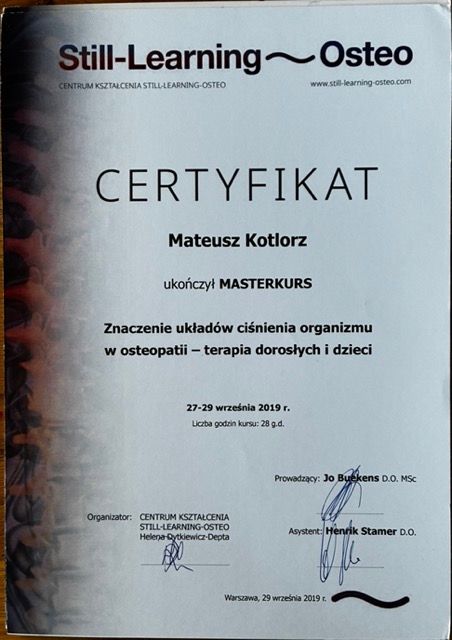 Still-Learning~Osteo
CENTRUM KSZTAŁCENIA STILL-LEARNING-OSTEO
www.still-learning-osteo.com
CERTYFIKAT
Mateusz Kotlorz
ukończył MASTERKURS
Znaczenie układów ciśnienia organizmu
w osteopatii – terapia dorosłych i dzieci
27-29 września 2019 r.
Liczba godzin kursu: 28 g.d.
Prowadzący: Jo Buekens D.O. MSc
Organizator: CENTRUM KSZTAŁCENIA
STILL-LEARNING-OSTEO
Helena Dytkiewicz-Depta
Asystent: Henrik Stamer D.O.
Warszawa, 29 września 2019 r.